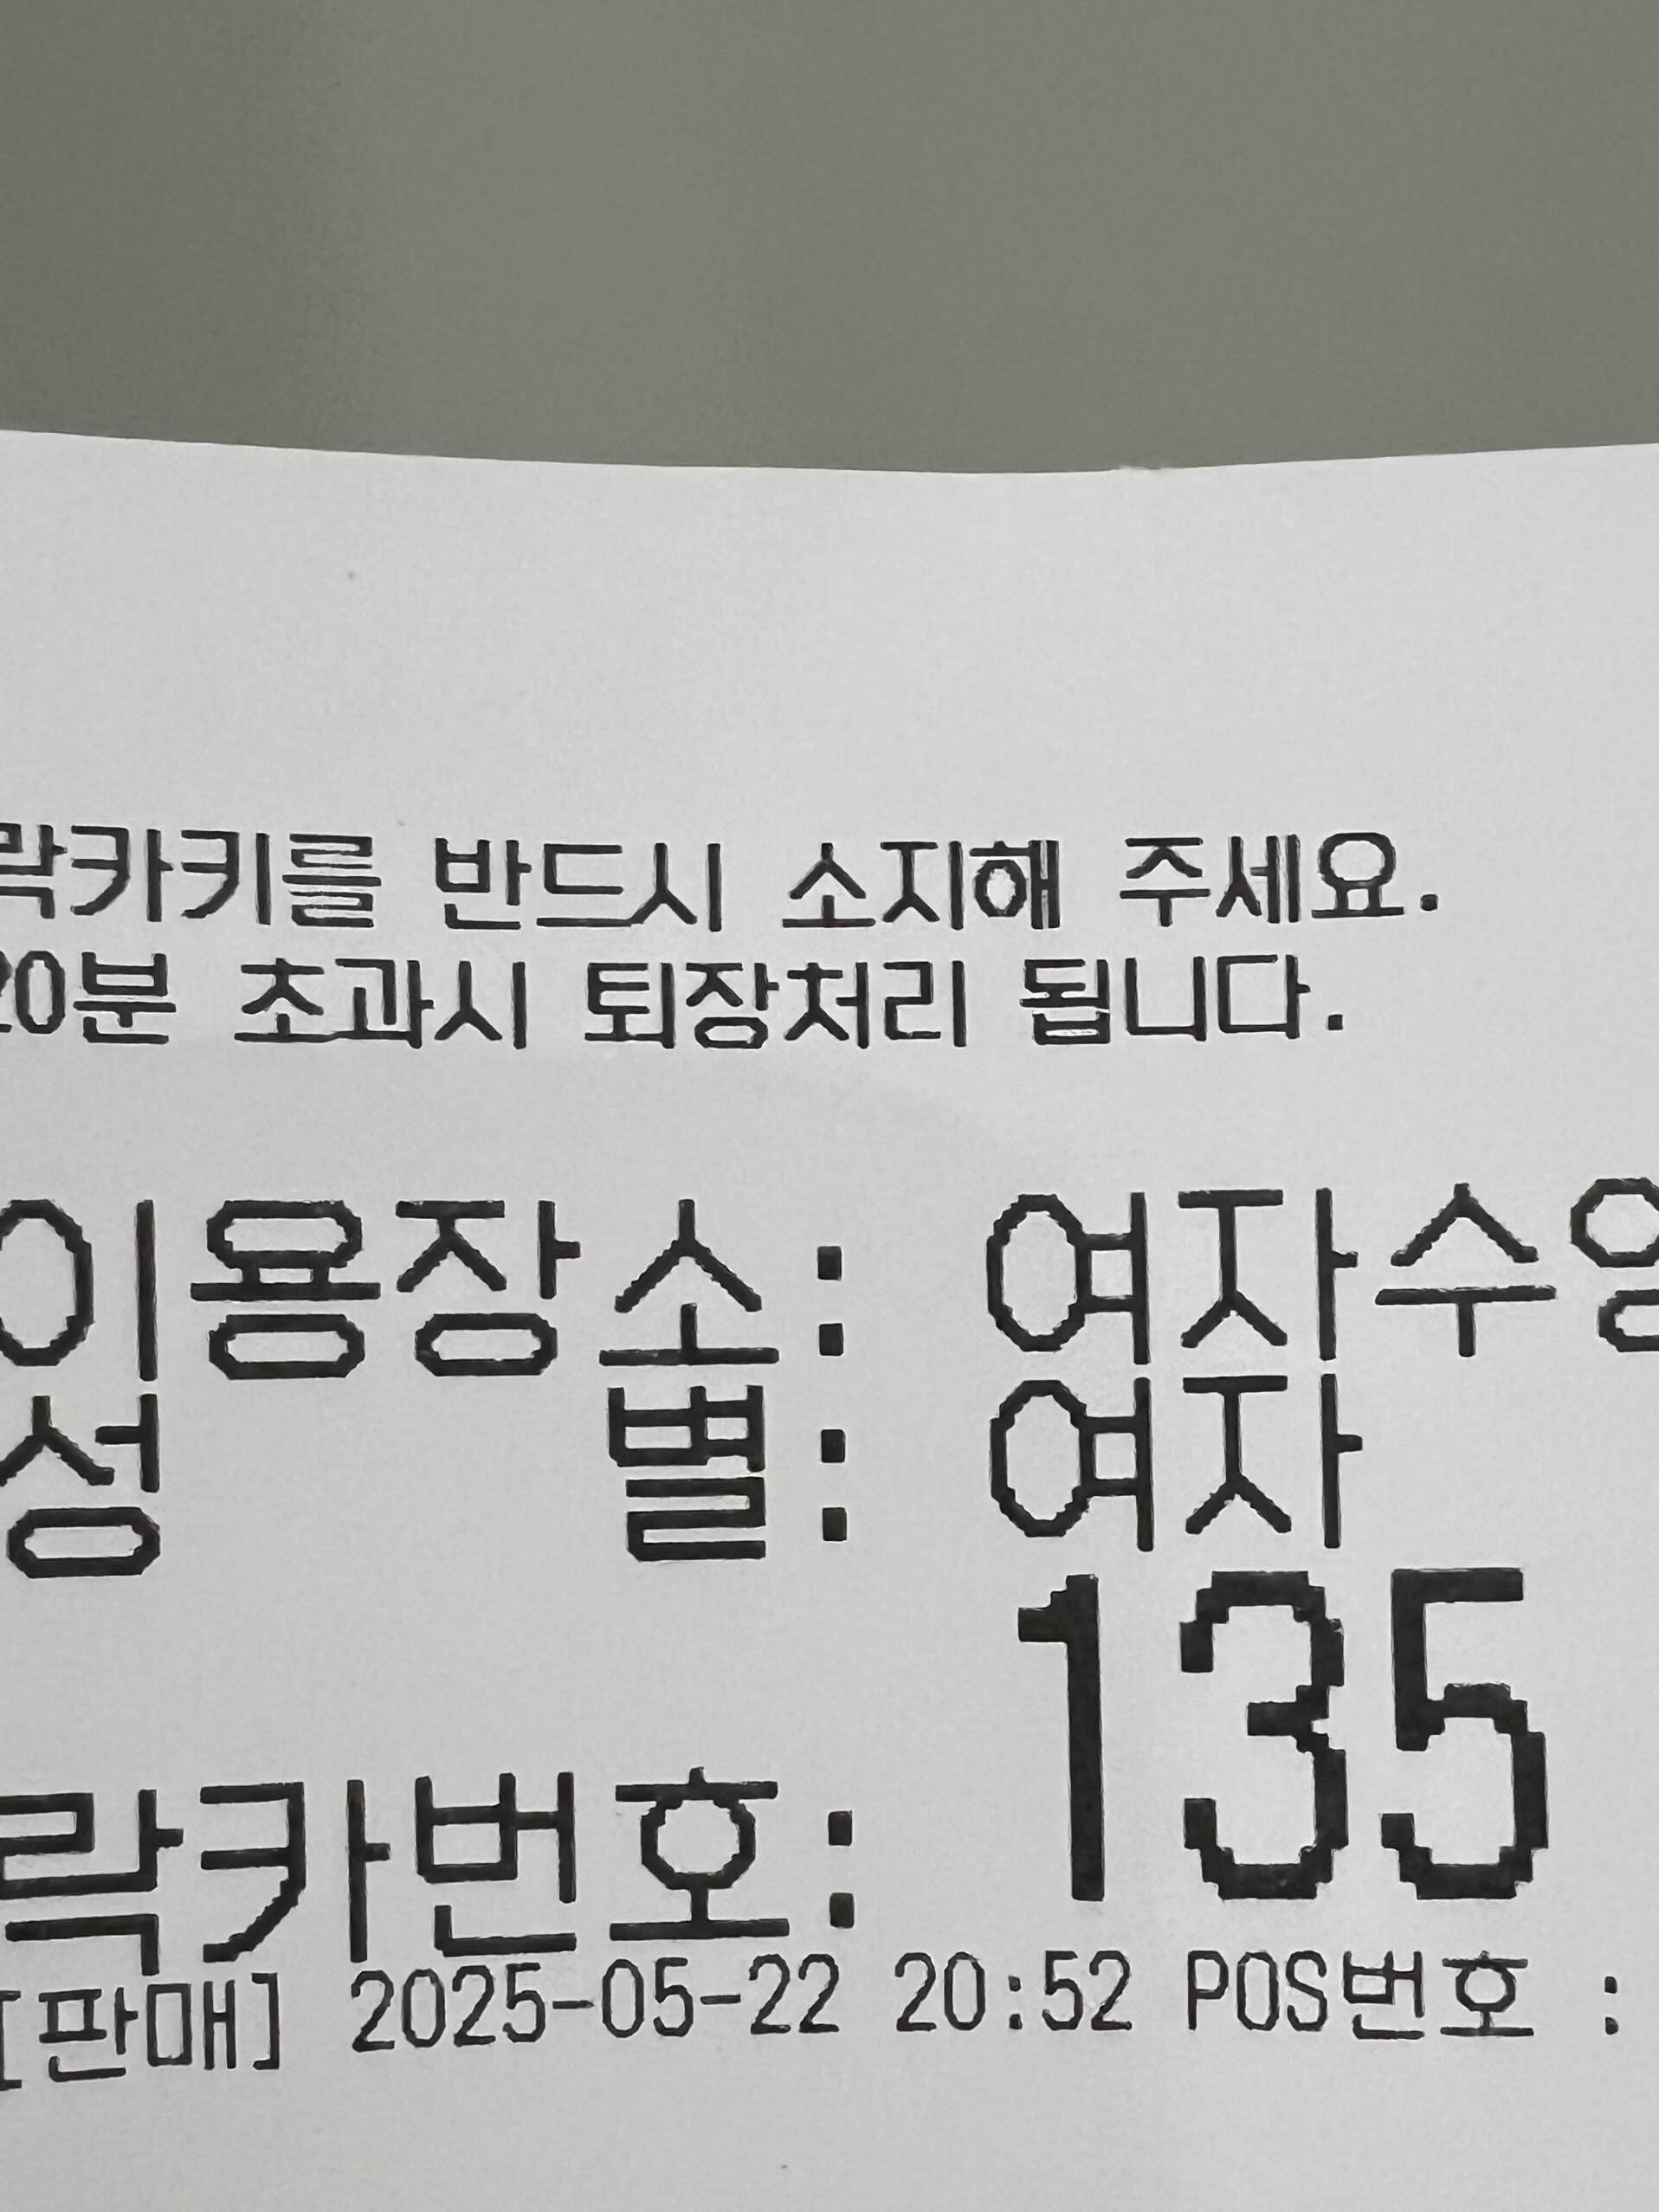 락카키를 반드시 소지해 주세요.
20분 초과시 퇴장처리 됩니다.
이용장소: 여자수영
성 별: 여자
락카번호: 135
[판매] 2025-05-22 20:52 POS번호 :